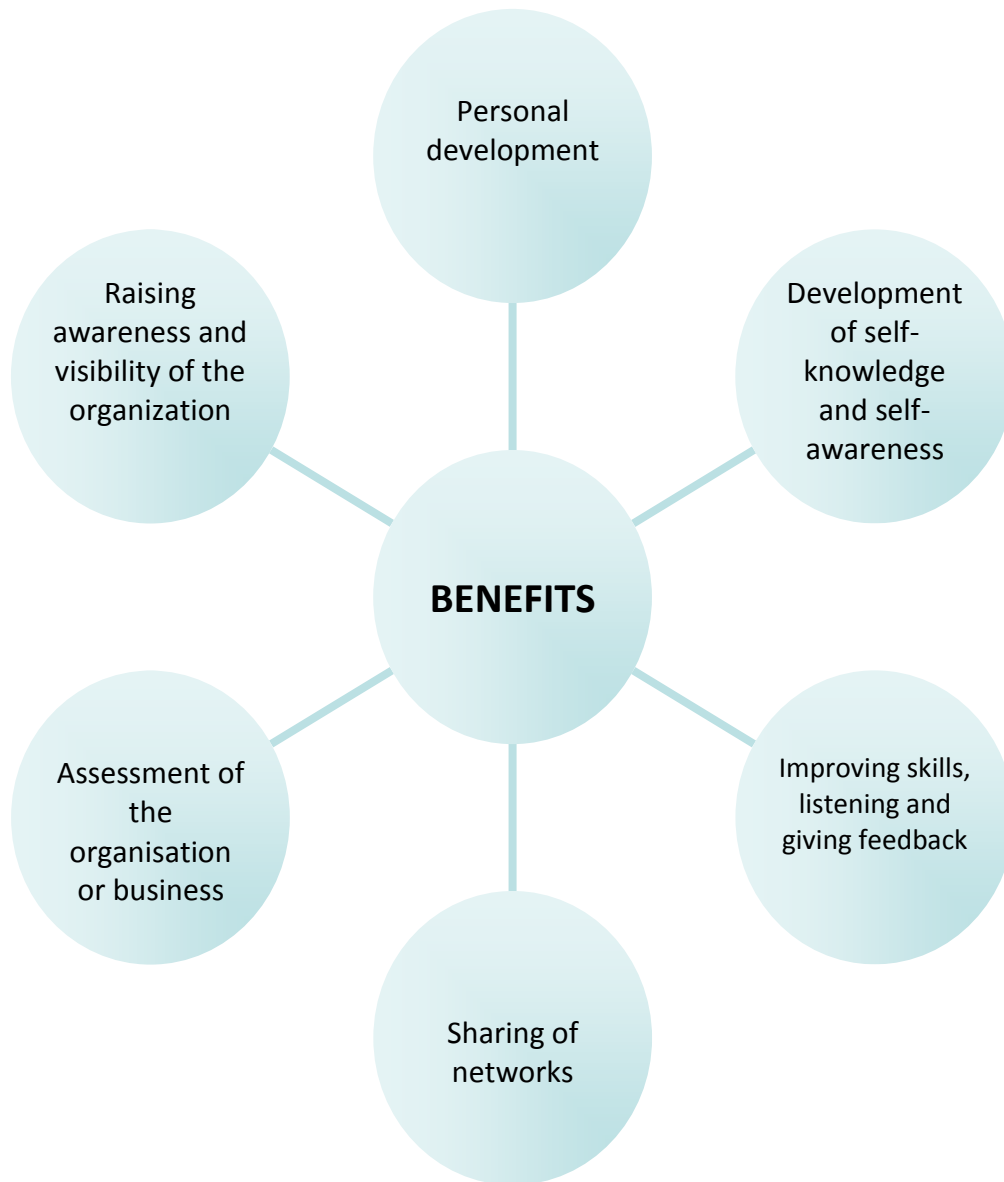 Personal
development
Raising
awareness and
visibility of the
organization
Development
of self-
knowledge
and self-
awareness
BENEFITS
Assessment of
the
organisation
or business
Improving skills,
listening and
giving feedback
Sharing of
networks